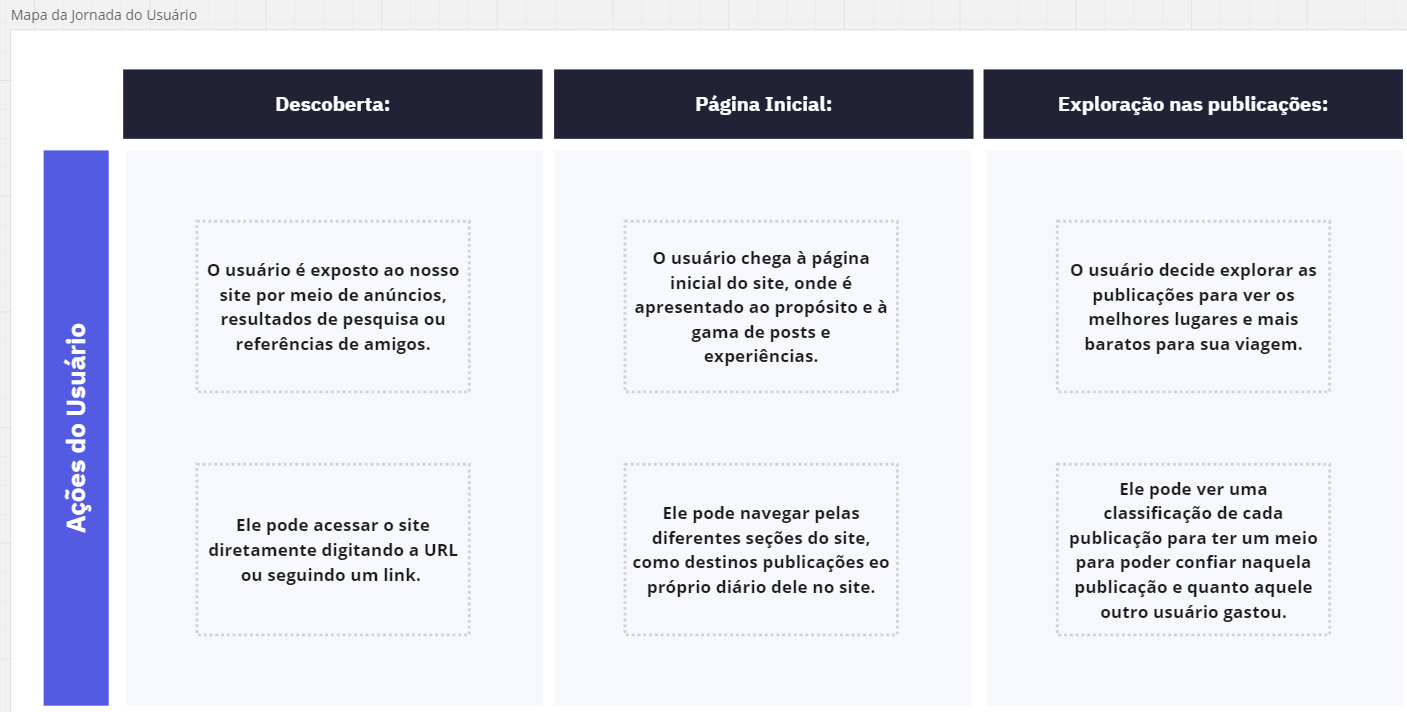 Mapa da Jornada do Usuário
Descoberta:
Página Inicial:
Exploração nas publicações:
Ações do Usuário
O usuário é exposto ao nosso
site por meio de anúncios,
resultados de pesquisa ou
referências de amigos.
O usuário chega à página
inicial do site, onde é
apresentado ao propósito e à
gama de posts e
experiências.
O usuário decide explorar as
publicações para ver os
melhores lugares e mais
baratos para sua viagem.
Ele pode acessar o site
diretamente digitando a URL
ou seguindo um link.
Ele pode navegar pelas
diferentes seções do site,
como destinos publicações eo
próprio diário dele no site.
Ele pode ver uma
classificação de cada
publicação para ter um meio
para poder confiar naquela
publicação e quanto aquele
outro usuário gastou.